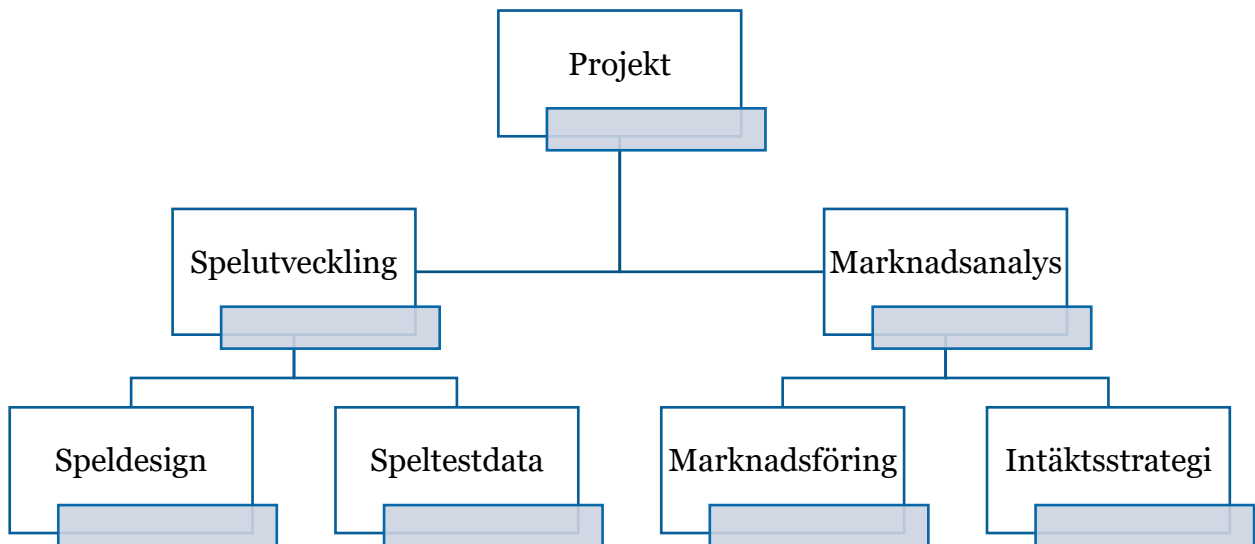 Projekt
Spelutveckling
Marknadsanalys
Speldesign
Speltestdata
Marknadsföring
Intäktsstrategi